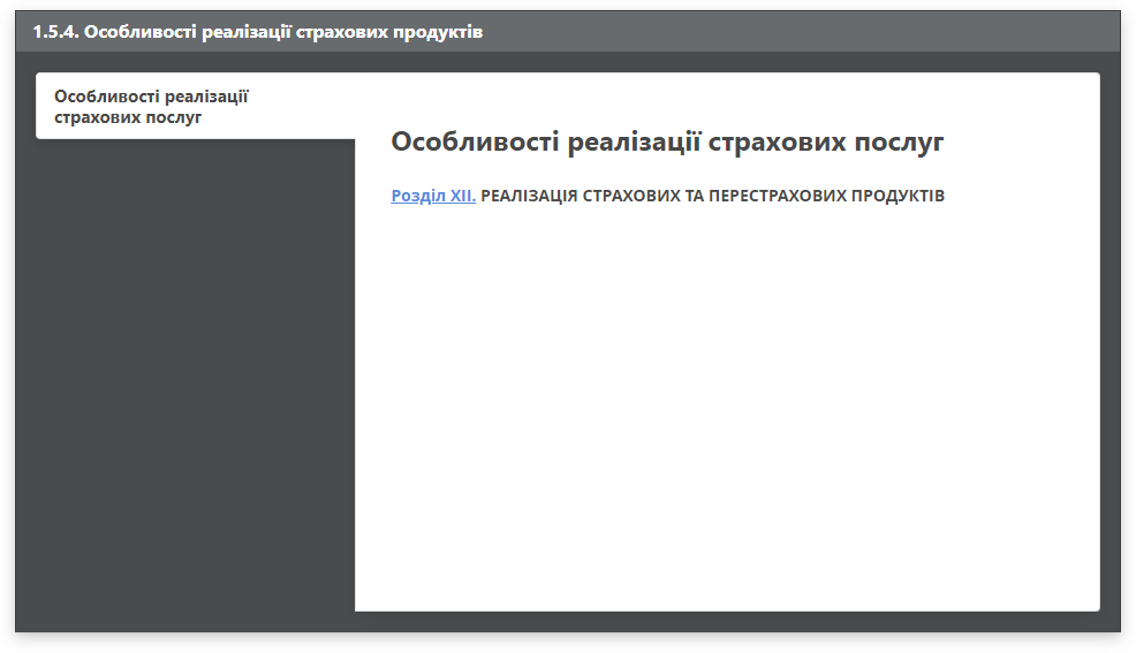 1.5.4. Особливості реалізації страхових продуктів
Особливості реалізації
страхових послуг
Особливості реалізації страхових послуг
Розділ XII. РЕАЛІЗАЦІЯ СТРАХОВИХ ТА ПЕРЕСТРАХОВИХ ПРОДУКТІВ